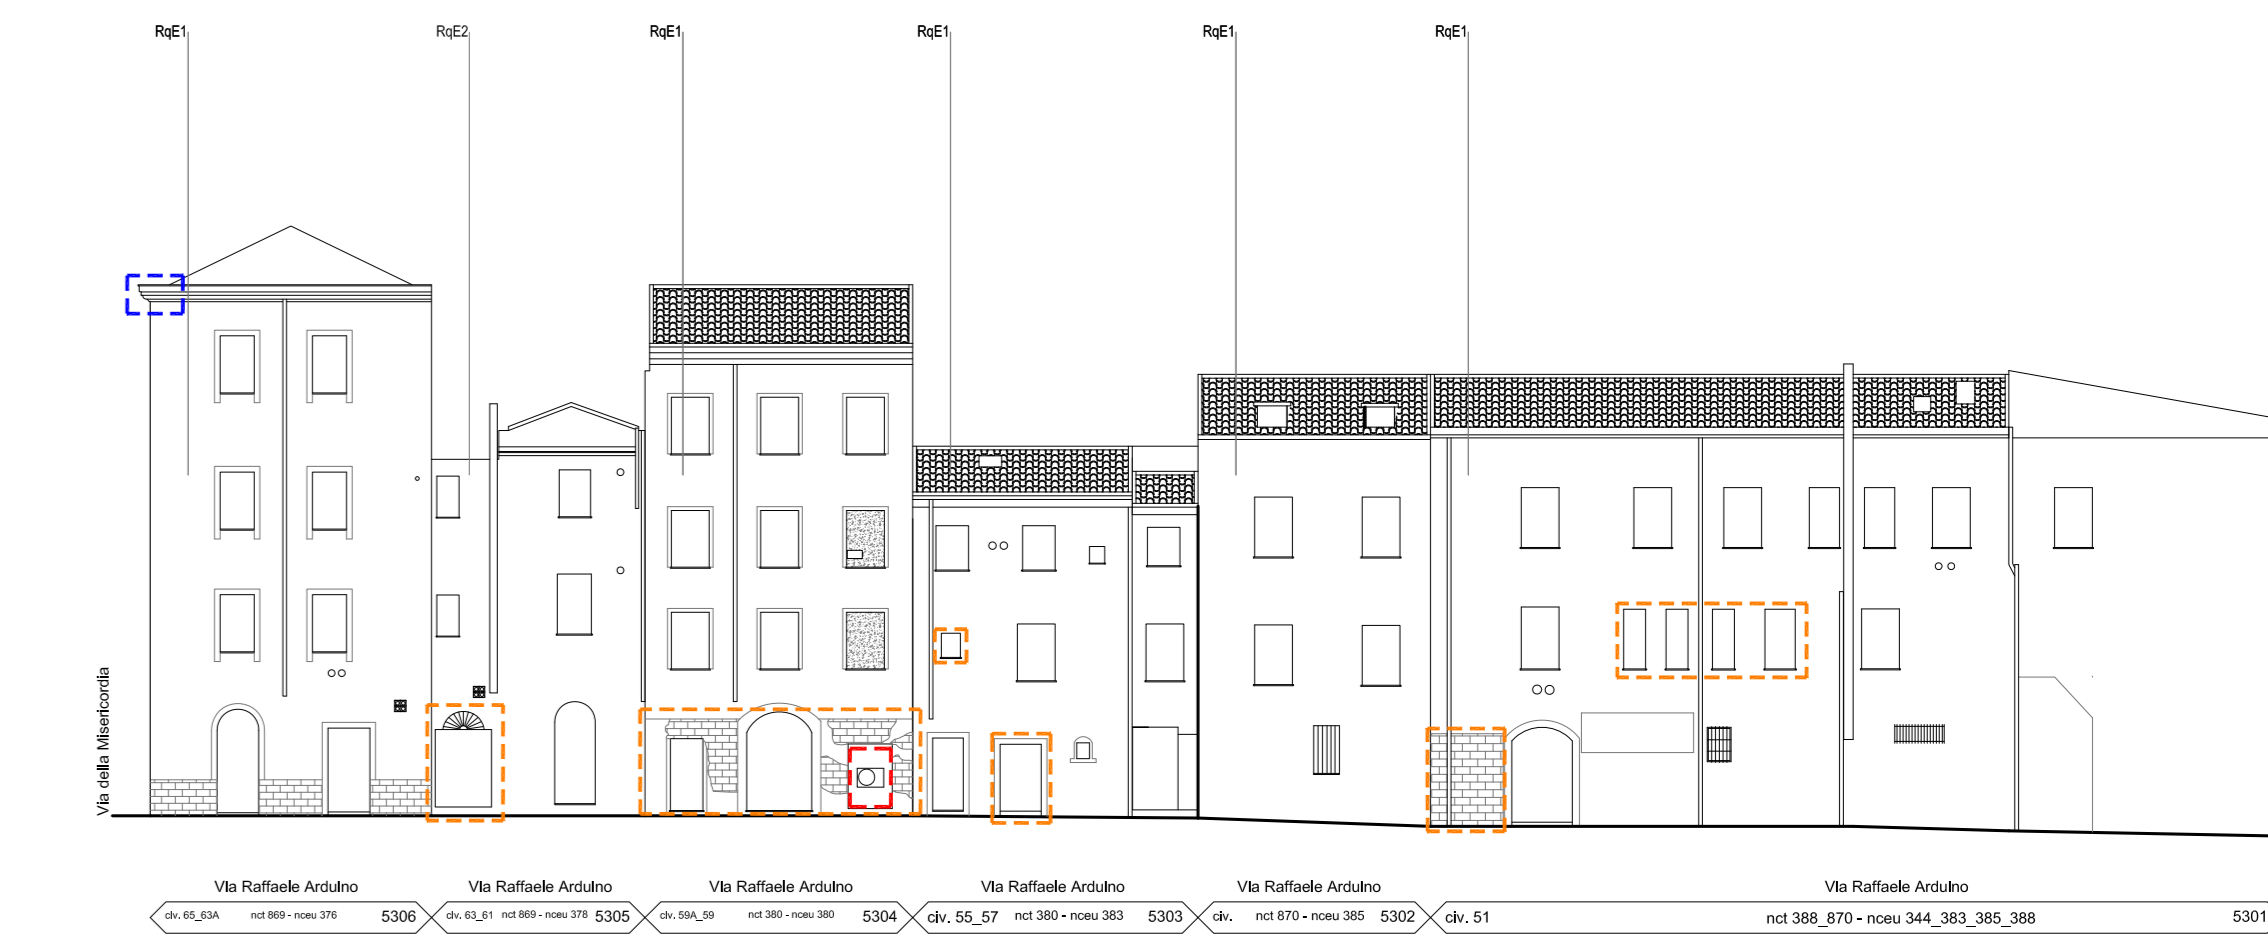 RqE1 RqE2 RqE1 RqE1 RqE1 RqE1
Via della Misericordia
VIa Raffaele ArduIno VIa Raffaele ArduIno VIa Raffaele ArduIno VIa Raffaele ArduIno VIa Raffaele ArduIno VIa Raffaele ArduIno
cIv. 65_63A nct 869 - nceu 376 5306 cIv. 63_61 nct 869 - nceu 378 5305 cIv. 59A_59 nct 380 - nceu 380 5304 civ. 55_57 nct 380 - nceu 383 5303 civ. nct 870 - nceu 385 5302 civ. 51 nct 388_870 - nceu 344_383_385_388 5301